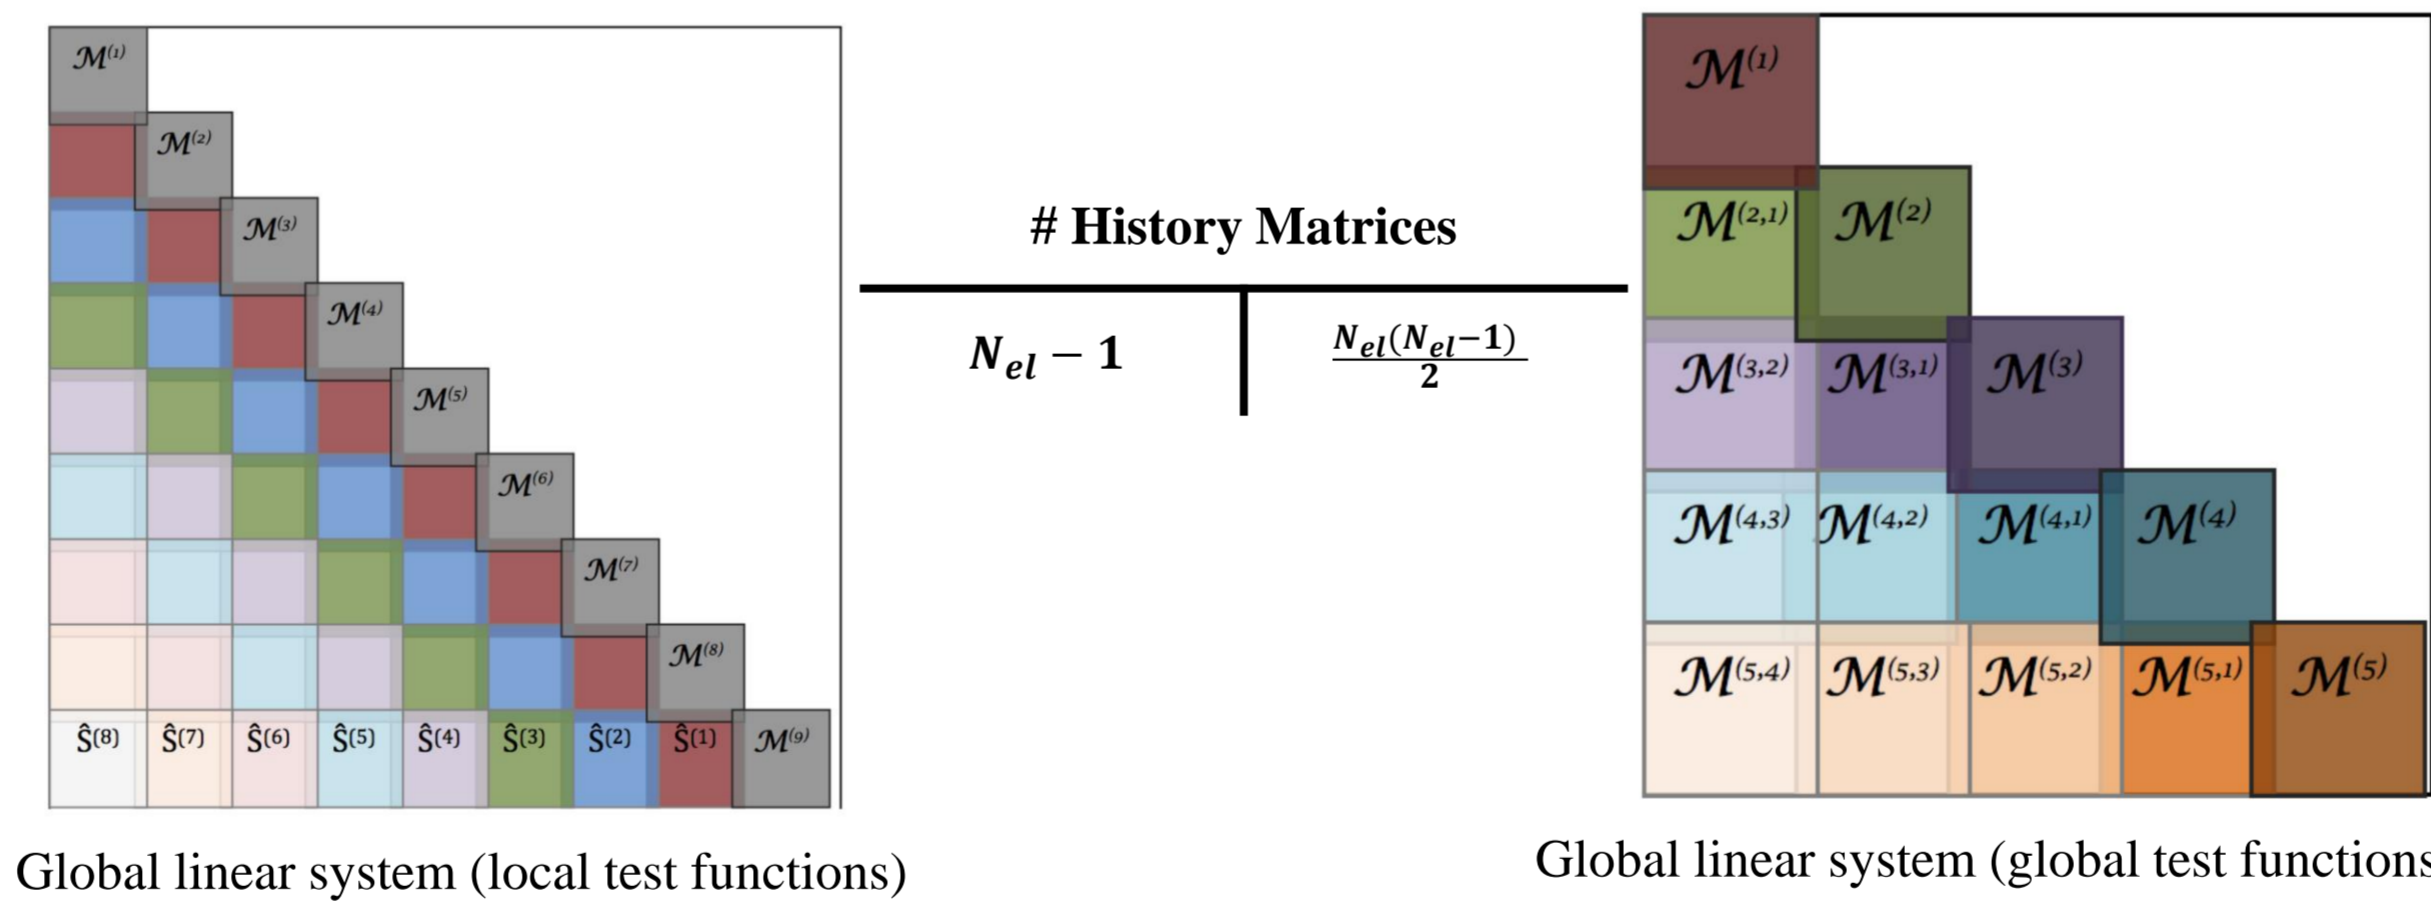 ℳ⁽¹⁾
ℳ⁽²⁾
ℳ⁽³⁾
ℳ⁽⁴⁾
ℳ⁽⁵⁾
ℳ⁽⁶⁾
ℳ⁽⁷⁾
ℳ⁽⁸⁾
Ŝ⁽⁸⁾ Ŝ⁽⁷⁾ Ŝ⁽⁶⁾ Ŝ⁽⁵⁾ Ŝ⁽⁴⁾ Ŝ⁽³⁾ Ŝ⁽²⁾ Ŝ⁽¹⁾ ℳ⁽⁹⁾
Global linear system (local test functions)
# History Matrices
N_el − 1
N_el(N_el−1)
2
ℳ⁽¹⁾
ℳ^(2,1) ℳ⁽²⁾
ℳ^(3,2) ℳ^(3,1) ℳ⁽³⁾
ℳ^(4,3) ℳ^(4,2) ℳ^(4,1) ℳ⁽⁴⁾
ℳ^(5,4) ℳ^(5,3) ℳ^(5,2) ℳ^(5,1) ℳ⁽⁵⁾
Global linear system (global test functions